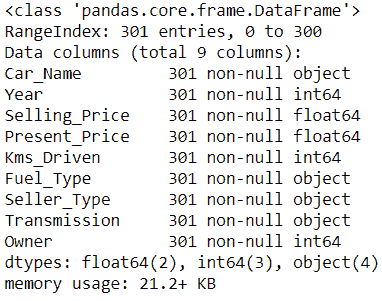 <class 'pandas.core.frame.DataFrame'>
RangeIndex: 301 entries, 0 to 300
Data columns (total 9 columns):
Car_Name         301 non-null object
Year             301 non-null int64
Selling_Price    301 non-null float64
Present_Price    301 non-null float64
Kms_Driven       301 non-null int64
Fuel_Type        301 non-null object
Seller_Type      301 non-null object
Transmission     301 non-null object
Owner            301 non-null int64
dtypes: float64(2), int64(3), object(4)
memory usage: 21.2+ KB